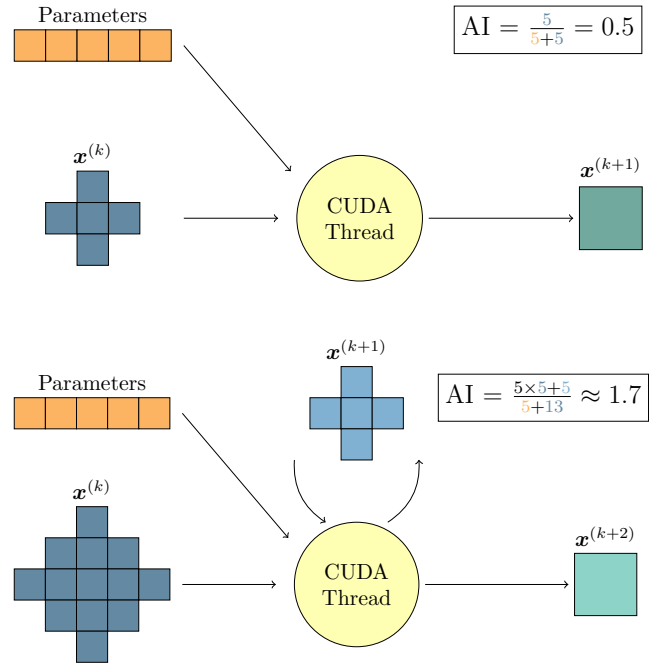 Parameters
AI = 5/(5+5) = 0.5
x^(k)
x^(k+1)
CUDA
Thread
x^(k+1)
Parameters
AI = (5×5+5)/(5+13) ≈ 1.7
x^(k)
x^(k+2)
CUDA
Thread